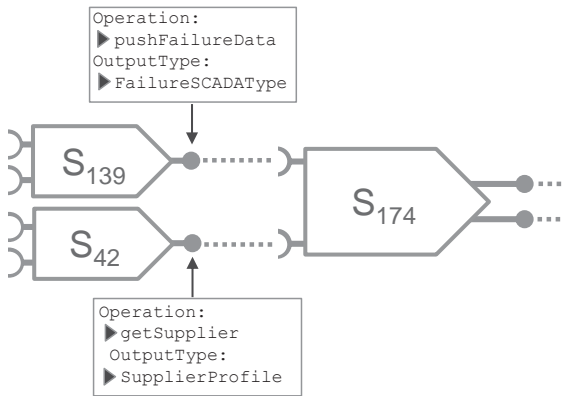 Operation:
▶pushFailureData
OutputType:
▶FailureSCADAType
S139
S174
S42
Operation:
▶getSupplier
OutputType:
▶SupplierProfile